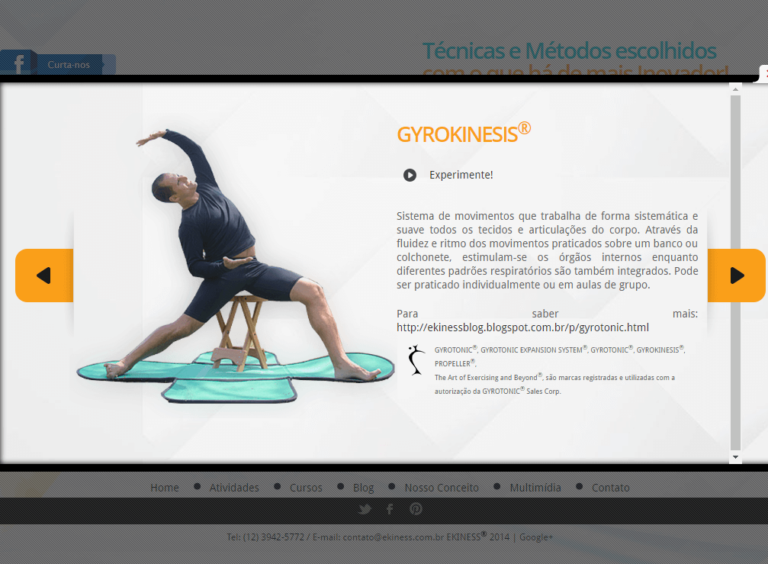 Técnicas e Métodos escolhidos
com o que há de mais Inovador!
Curta-nos
GYROKINESIS®
Experimente!
Sistema de movimentos que trabalha de forma sistemática e
suave todos os tecidos e articulações do corpo. Através da
fluidez e ritmo dos movimentos praticados sobre um banco ou
colchonete, estimulam-se os órgãos internos enquanto
diferentes padrões respiratórios são também integrados. Pode
ser praticado individualmente ou em aulas de grupo.
Para saber mais:
http://ekinessblog.blogspot.com.br/p/gyrotonic.html
GYROTONIC®, GYROTONIC EXPANSION SYSTEM®, GYROTONIC®, GYROKINESIS®,
PROPELLER®,
The Art of Exercising and Beyond®, são marcas registradas e utilizadas com a
autorização da GYROTONIC® Sales Corp.
Home • Atividades • Cursos • Blog • Nosso Conceito • Multimídia • Contato
Tel: (12) 3942-5772 / E-mail: contato@ekiness.com.br EKINESS® 2014 | Google+